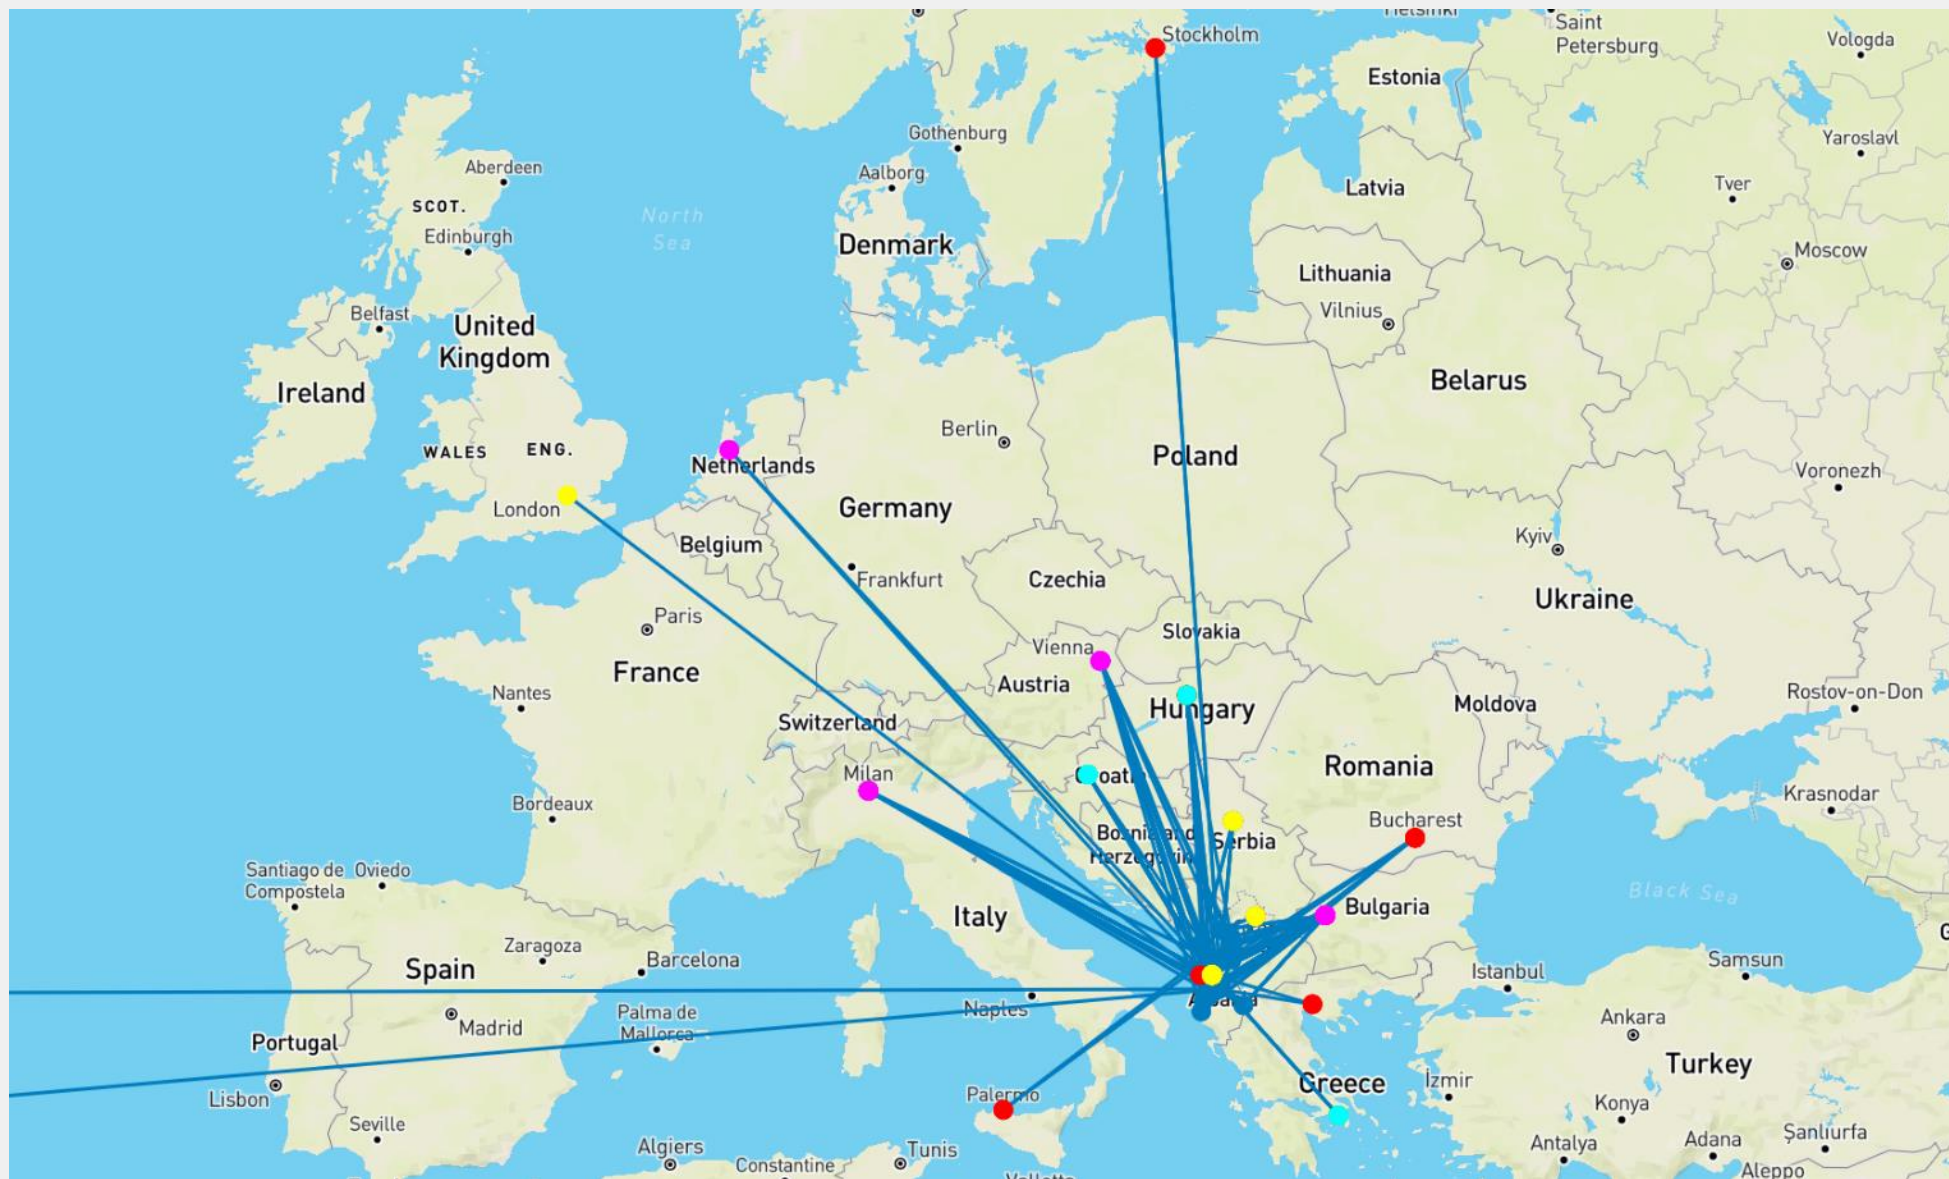 Helsinki
Saint
Petersburg
Vologda
Stockholm
Estonia
Gothenburg
Yaroslavl
Aberdeen
Aalborg
Latvia
Tver
SCOT.
North
Sea
Edinburgh
Denmark
Moscow
Lithuania
Belfast
Vilnius
United
Kingdom
Ireland
Belarus
Berlin
WALES
ENG.
Poland
Netherlands
Voronezh
London
Germany
Kyiv
Belgium
Frankfurt
Czechia
Ukraine
Paris
Slovakia
Vienna
France
Austria
Nantes
Rostov-on-Don
Hungary
Moldova
Switzerland
Milan
Croatia
Romania
Krasnodar
Bordeaux
Bucharest
Bosnia and
Herzegovina
Serbia
Santiago de
Compostela
Oviedo
Black Sea
Bulgaria
Italy
Zaragoza
Barcelona
Spain
Samsun
Istanbul
Albania
Naples
Palma de
Mallorca
Madrid
Ankara
Portugal
Turkey
Lisbon
Palermo
Greece
İzmir
Konya
Seville
Algiers
Tunis
Antalya
Adana
Şanlıurfa
Constantine
Aleppo
Valletta